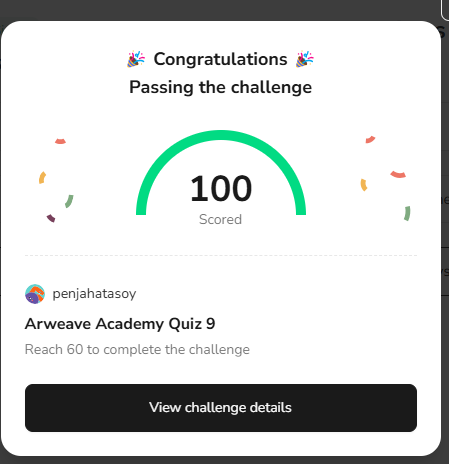 🎉 Congratulations 🎉
Passing the challenge
100
Scored
penjahatasoy
Arweave Academy Quiz 9
Reach 60 to complete the challenge
View challenge details